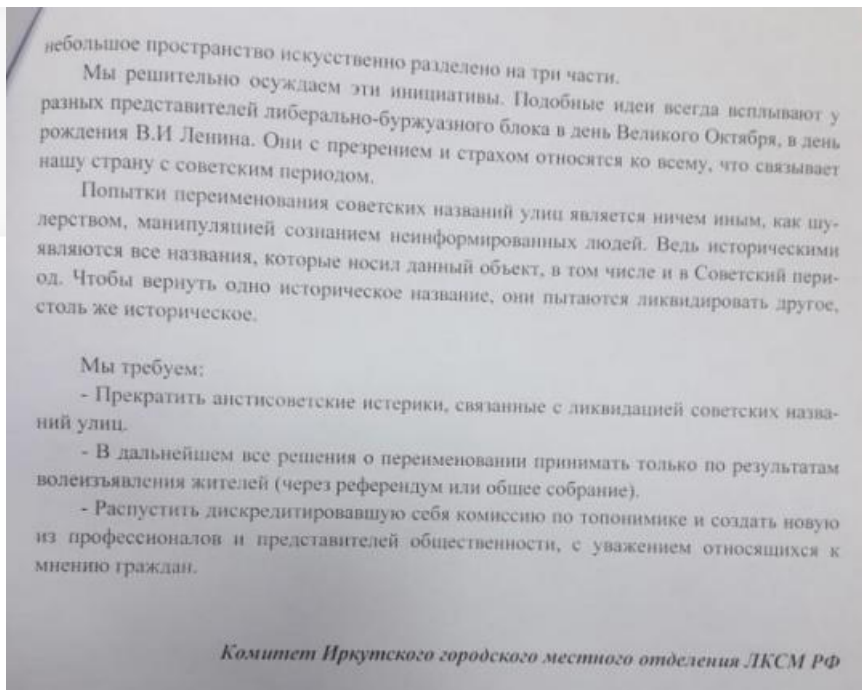 небольшое пространство искусственно разделено на три части.
Мы решительно осуждаем эти инициативы. Подобные идеи всегда всплывают у
разных представителей либерально-буржуазного блока в день Великого Октября, в день
рождения В.И Ленина. Они с презрением и страхом относятся ко всему, что связывает
нашу страну с советским периодом.
Попытки переименования советских названий улиц является ничем иным, как шу-
лерством, манипуляцией сознанием неинформированных людей. Ведь историческими
являются все названия, которые носил данный объект, в том числе и в Советский пери-
од. Чтобы вернуть одно историческое название, они пытаются ликвидировать другое,
столь же историческое.
Мы требуем:
- Прекратить анстисоветские истерики, связанные с ликвидацией советских назва-
ний улиц.
- В дальнейшем все решения о переименовании принимать только по результатам
волеизъявления жителей (через референдум или общее собрание).
- Распустить дискредитировавшую себя комиссию по топонимике и создать новую
из профессионалов и представителей общественности, с уважением относящихся к
мнению граждан.
Комитет Иркутского городского местного отделения ЛКСМ РФ